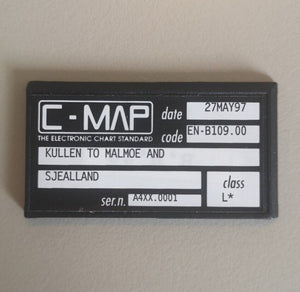 C-MAP
THE ELECTRONIC CHART STANDARD
date 27MAY97
code EN-B109.00
KULLEN TO MALMOE AND
SJEALLAND
class
L*
ser.n. A4XX.0001